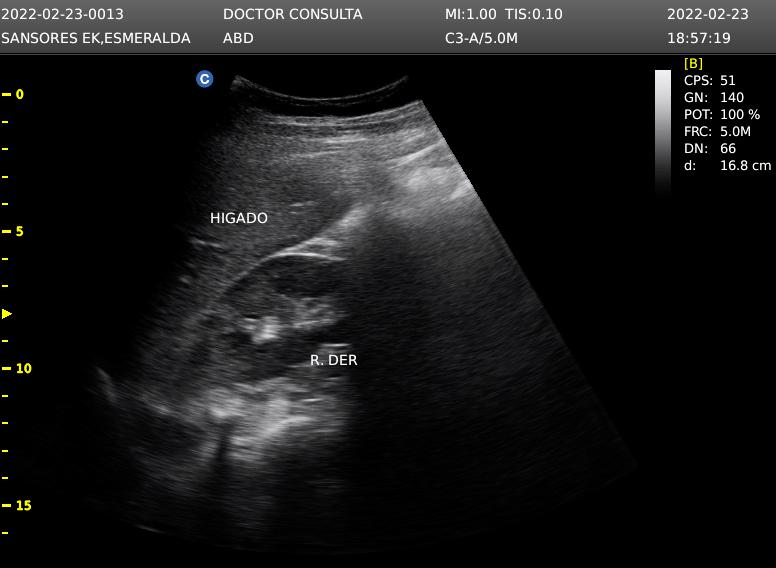 2022-02-23-0013 DOCTOR CONSULTA MI:1.00 TIS:0.10 2022-02-23
SANSORES EK,ESMERALDA ABD C3-A/5.0M 18:57:19
C
[B]
CPS: 51
GN: 140
POT: 100 %
FRC: 5.0M
DN: 66
d: 16.8 cm
0
5
10
15
HIGADO
R. DER